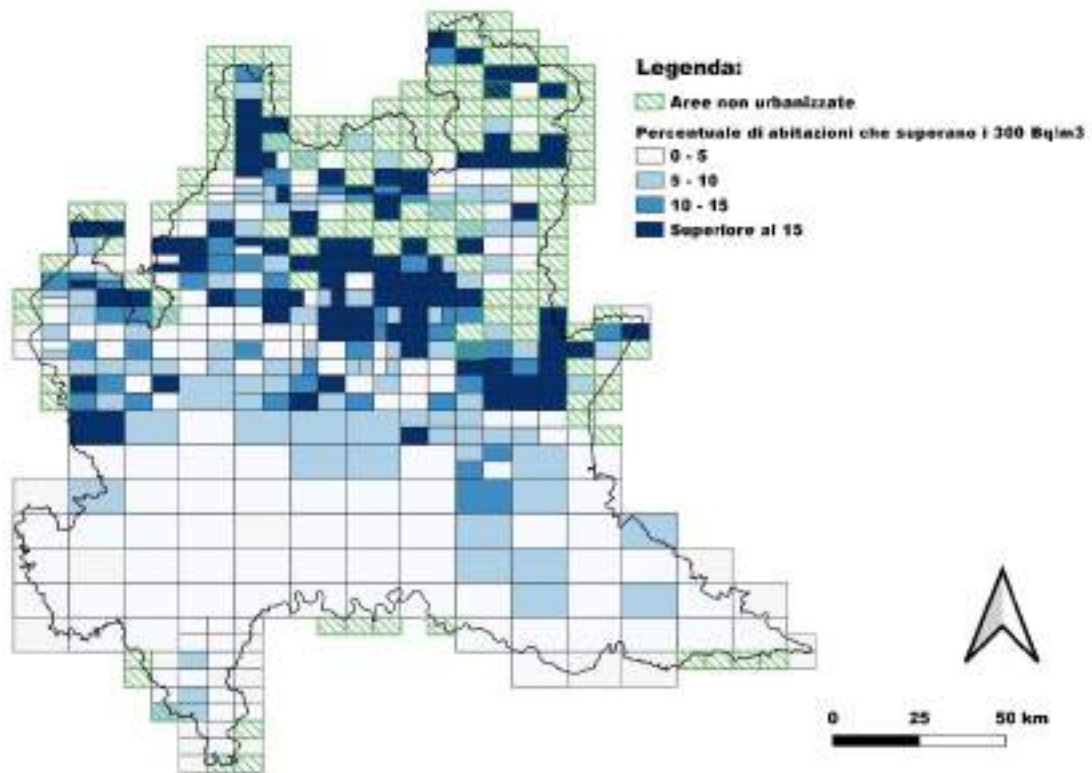 Legenda:
Aree non urbanizzate
Percentuale di abitazioni che superano i 300 Bq/m3
0 - 5
5 - 10
10 - 15
Superiore al 15
0 25 50 km